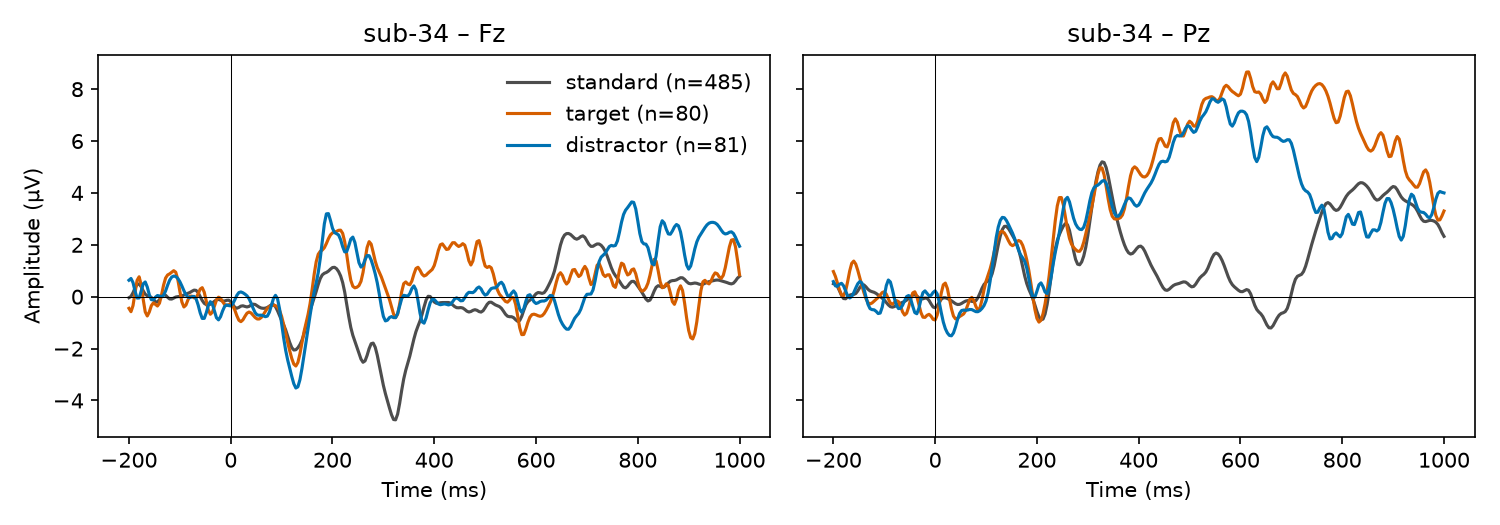 sub-34 – Fz
sub-34 – Pz
standard (n=485)
target (n=80)
distractor (n=81)
Amplitude (µV)
8
6
4
2
0
−2
−4
−200 0 200 400 600 800 1000
−200 0 200 400 600 800 1000
Time (ms)
Time (ms)